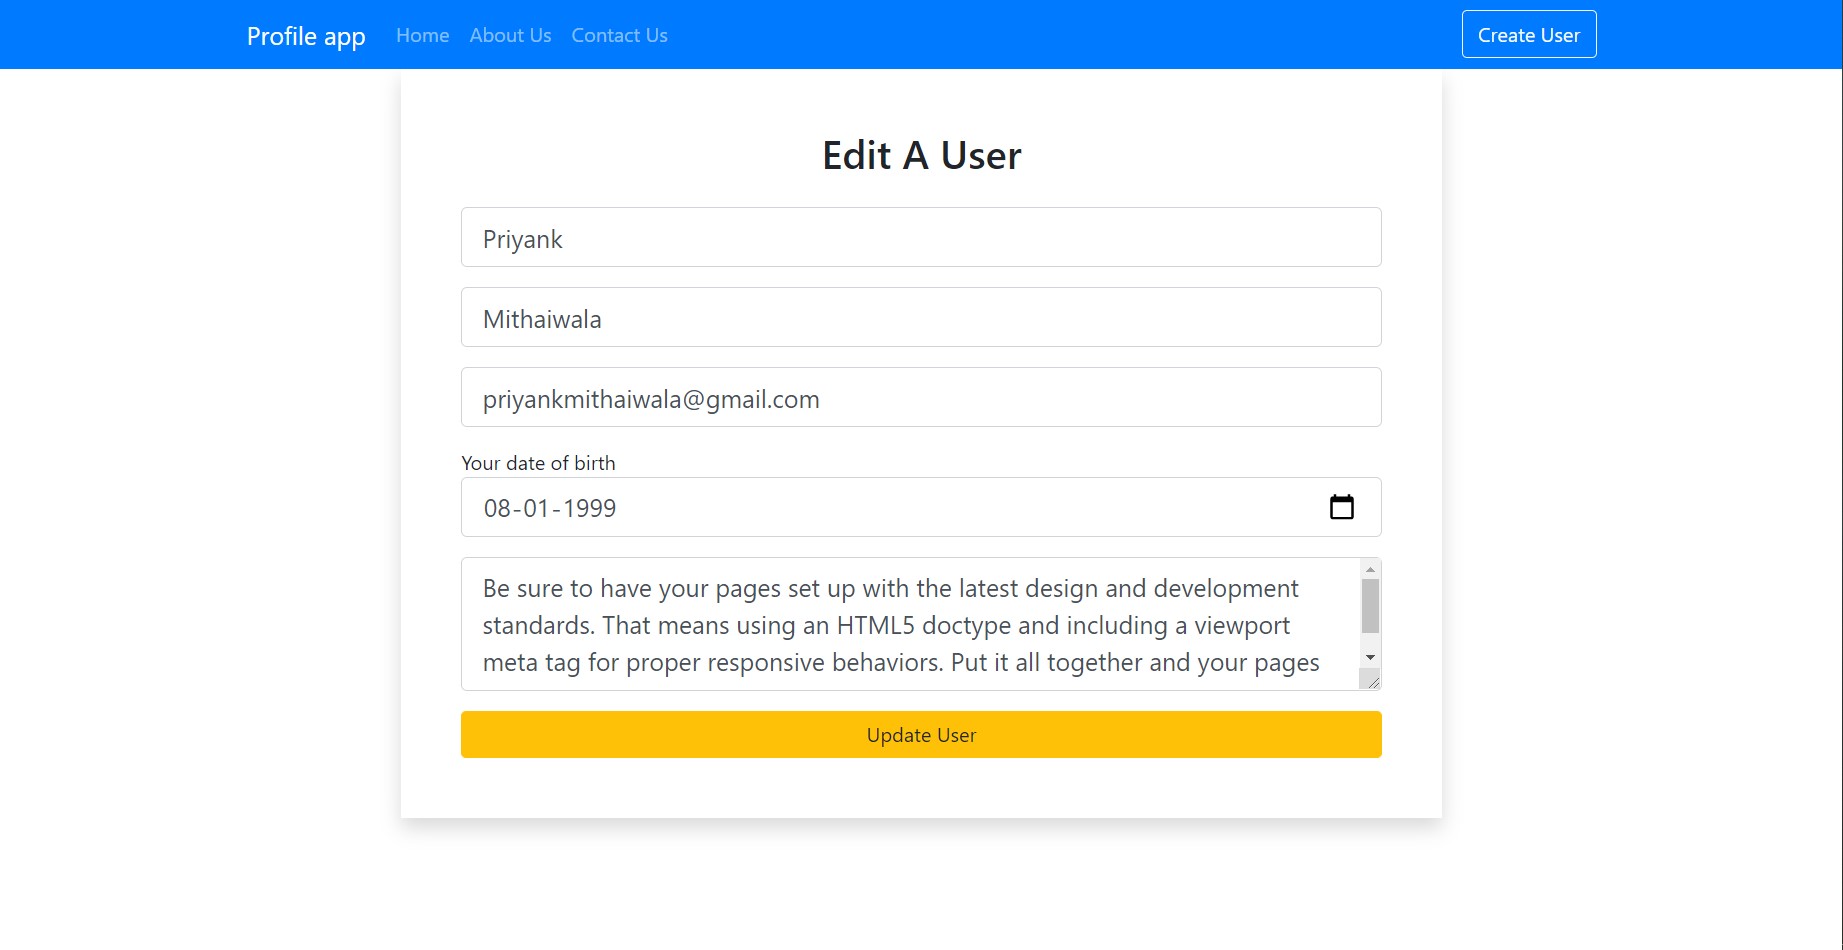 Profile app Home About Us Contact Us Create User
Edit A User
Priyank
Mithaiwala
priyankmithaiwala@gmail.com
Your date of birth
08-01-1999
Be sure to have your pages set up with the latest design and development
standards. That means using an HTML5 doctype and including a viewport
meta tag for proper responsive behaviors. Put it all together and your pages
Update User